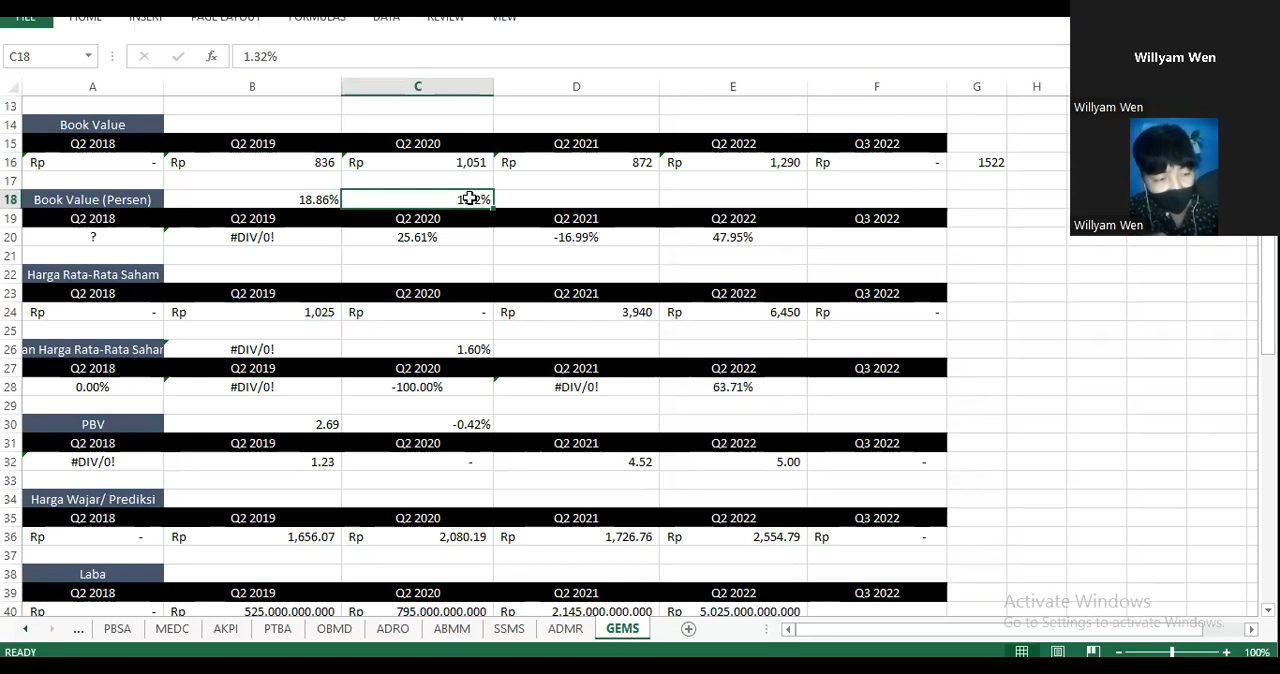 FILE HOME INSERT PAGE LAYOUT FORMULAS DATA REVIEW VIEW
C18 fx 1.32%
A B C D E F G H
13
14 Book Value
15 Q2 2018 Q2 2019 Q2 2020 Q2 2021 Q2 2022 Q3 2022
16 Rp - Rp 836 Rp 1,051 Rp 872 Rp 1,290 Rp - 1522
17
18 Book Value (Persen) 18.86%
19 Q2 2018 Q2 2019 Q2 2020 Q2 2021 Q2 2022 Q3 2022
20 ? #DIV/0! 25.61% -16.99% 47.95%
21
22 Harga Rata-Rata Saham
23 Q2 2018 Q2 2019 Q2 2020 Q2 2021 Q2 2022 Q3 2022
24 Rp - Rp 1,025 Rp - Rp 3,940 Rp 6,450 Rp -
25
26 an Harga Rata-Rata Sahar #DIV/0! 1.60%
27 Q2 2018 Q2 2019 Q2 2020 Q2 2021 Q2 2022 Q3 2022
28 0.00% #DIV/0! -100.00% #DIV/0! 63.71%
29
30 PBV 2.69 -0.42%
31 Q2 2018 Q2 2019 Q2 2020 Q2 2021 Q2 2022 Q3 2022
32 #DIV/0! 1.23 - 4.52 5.00 -
33
34 Harga Wajar/ Prediksi
35 Q2 2018 Q2 2019 Q2 2020 Q2 2021 Q2 2022 Q3 2022
36 Rp - Rp 1,656.07 Rp 2,080.19 Rp 1,726.76 Rp 2,554.79 Rp -
37
38 Laba
39 Q2 2018 Q2 2019 Q2 2020 Q2 2021 Q2 2022 Q3 2022
40 Rp - Rp 525.000.000.000 Rp 795.000.000.000 Rp 2.145.000.000.000 Rp 5.025.000.000.000
... PBSA MEDC AKPI PTBA OBMD ADRO ABMM SSMS ADMR GEMS
READY 100%
Willyam Wen
Willyam Wen
Willyam Wen
Activate Windows
Go to Settings to activate Windows.